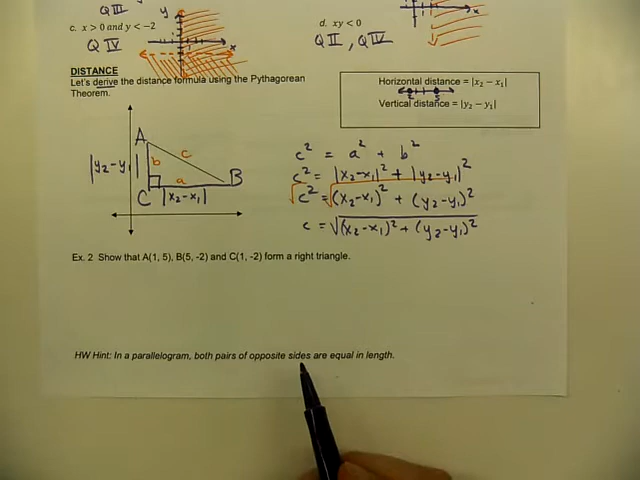 Q III
c. x > 0 and y < -2
Q IV
y
x
d. xy < 0
Q II , Q IV
x
DISTANCE
Let's derive the distance formula using the Pythagorean
Theorem.
Horizontal distance = |x₂ − x₁|
2 5
Vertical distance = |y₂ − y₁|
A
|y₂ − y₁|
b
c
a
B
C
|x₂ − x₁|
c² = a² + b²
c² = |x₂ − x₁|² + |y₂ − y₁|²
√c² = √(x₂ − x₁)² + (y₂ − y₁)²
c = √(x₂ − x₁)² + (y₂ − y₁)²
Ex. 2 Show that A(1, 5), B(5, -2) and C(1, -2) form a right triangle.
HW Hint: In a parallelogram, both pairs of opposite sides are equal in length.